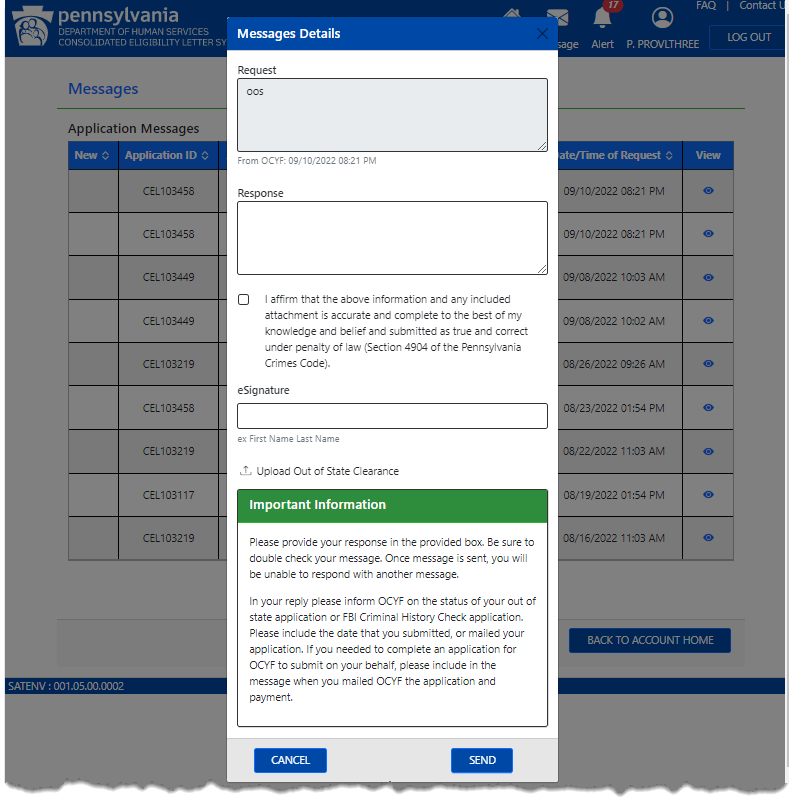 pennsylvania
DEPARTMENT OF HUMAN SERVICES
CONSOLIDATED ELIGIBILITY LETTER SY
17
FAQ | Contact U
sage Alert P. PROVLTHREE
LOG OUT
Messages
Application Messages
New Application ID ate/Time of Request View
CEL103458 09/10/2022 08:21 PM
CEL103458 09/10/2022 08:21 PM
CEL103449 09/08/2022 10:03 AM
CEL103449 09/08/2022 10:02 AM
CEL103219 08/26/2022 09:26 AM
CEL103458 08/23/2022 01:54 PM
CEL103219 08/22/2022 11:03 AM
CEL103117 08/19/2022 01:54 PM
CEL103219 08/16/2022 11:03 AM
BACK TO ACCOUNT HOME
SATENV : 001.05.00.0002
Messages Details
Request
oos
From OCYF: 09/10/2022 08:21 PM
Response
I affirm that the above information and any included
attachment is accurate and complete to the best of my
knowledge and belief and submitted as true and correct
under penalty of law (Section 4904 of the Pennsylvania
Crimes Code).
eSignature
ex First Name Last Name
Upload Out of State Clearance
Important Information
Please provide your response in the provided box. Be sure to
double check your message. Once message is sent, you will
be unable to respond with another message.
In your reply please inform OCYF on the status of your out of
state application or FBI Criminal History Check application.
Please include the date that you submitted, or mailed your
application. If you needed to complete an application for
OCYF to submit on your behalf, please include in the
message when you mailed OCYF the application and
payment.
CANCEL SEND